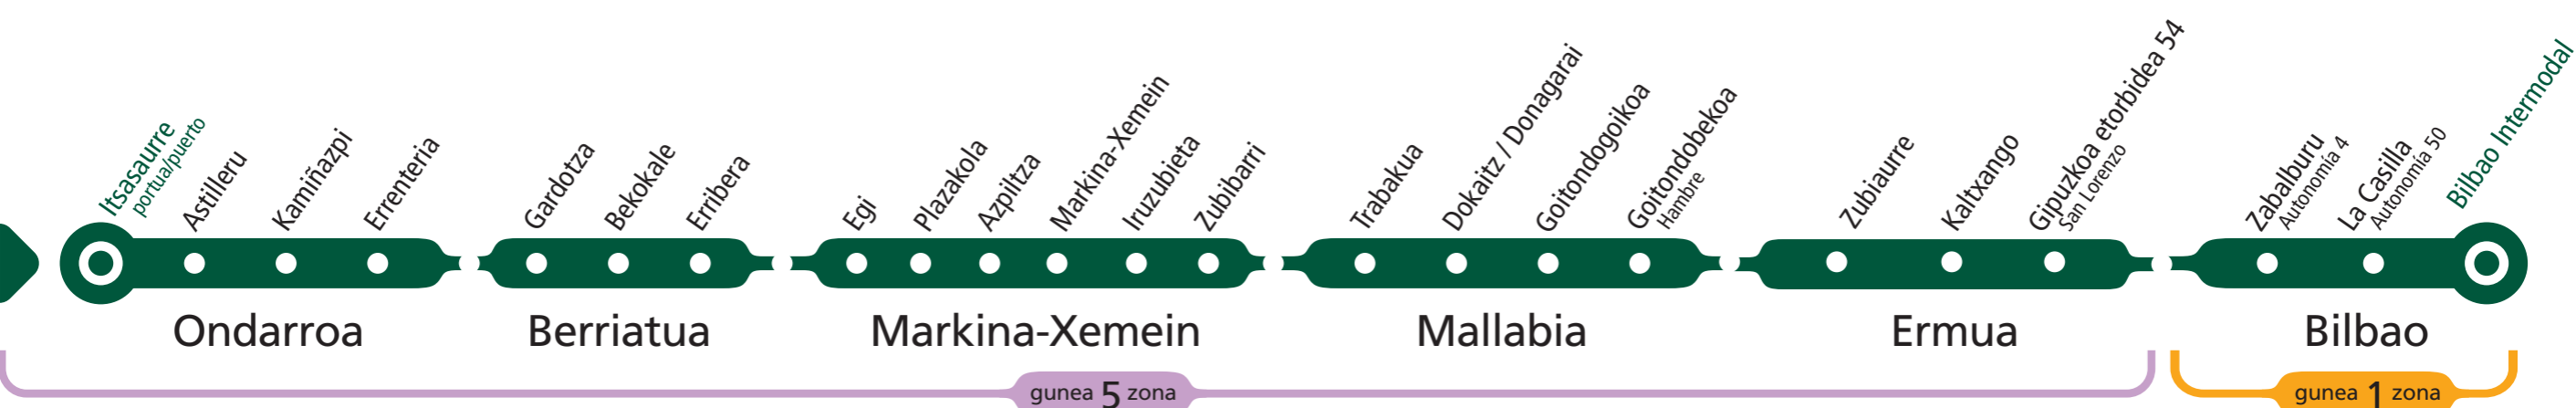 Itsasaurre
portua/puerto
Astilleru
Kamiñazpi
Errenteria
Gardotza
Bekokale
Erribera
Egi
Plazakola
Azpiltza
Markina-Xemein
Iruzubieta
Zubibarri
Trabakua
Dokaitz / Donagarai
Goitondogoikoa
Goitondobekoa
Hambre
Zubiaurre
Kaltxango
Gipuzkoa etorbidea 54
San Lorenzo
Zabalburu
Autonomía 4
La Casilla
Autonomía 50
Bilbao Intermodal
Ondarroa
Berriatua
Markina-Xemein
Mallabia
Ermua
Bilbao
gunea 5 zona
gunea 1 zona